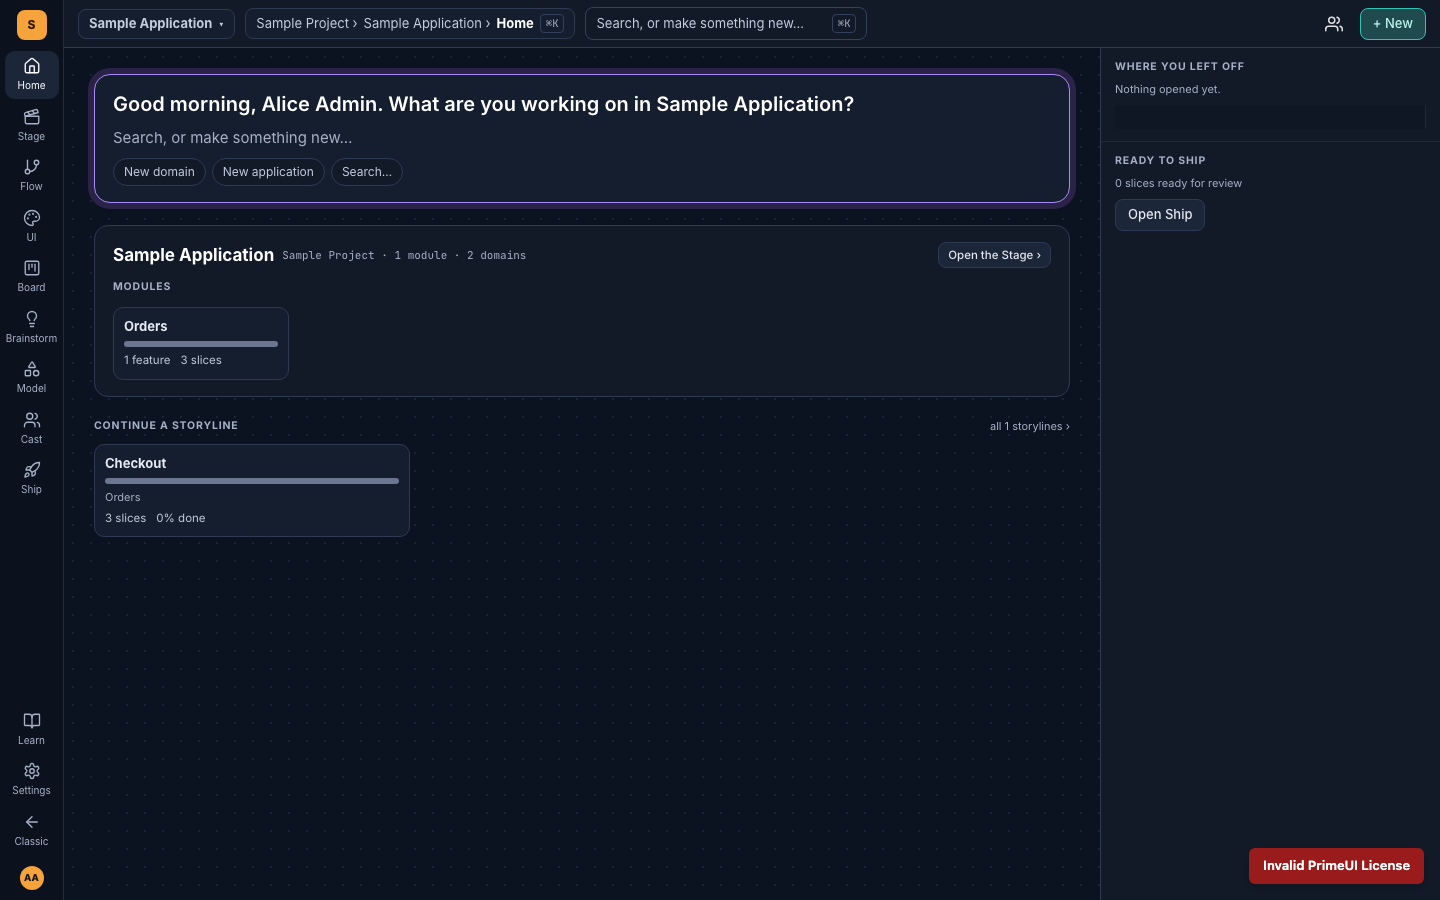 S
Sample Application ▾
Sample Project › Sample Application › Home ⌘K
Search, or make something new... ⌘K
+ New
Home
Stage
Flow
UI
Board
Brainstorm
Model
Cast
Ship
Learn
Settings
Classic
AA
Good morning, Alice Admin. What are you working on in Sample Application?
Search, or make something new...
New domain
New application
Search...
Sample Application Sample Project · 1 module · 2 domains
Open the Stage ›
MODULES
Orders
1 feature 3 slices
CONTINUE A STORYLINE
all 1 storylines ›
Checkout
Orders
3 slices 0% done
WHERE YOU LEFT OFF
Nothing opened yet.
READY TO SHIP
0 slices ready for review
Open Ship
Invalid PrimeUI License